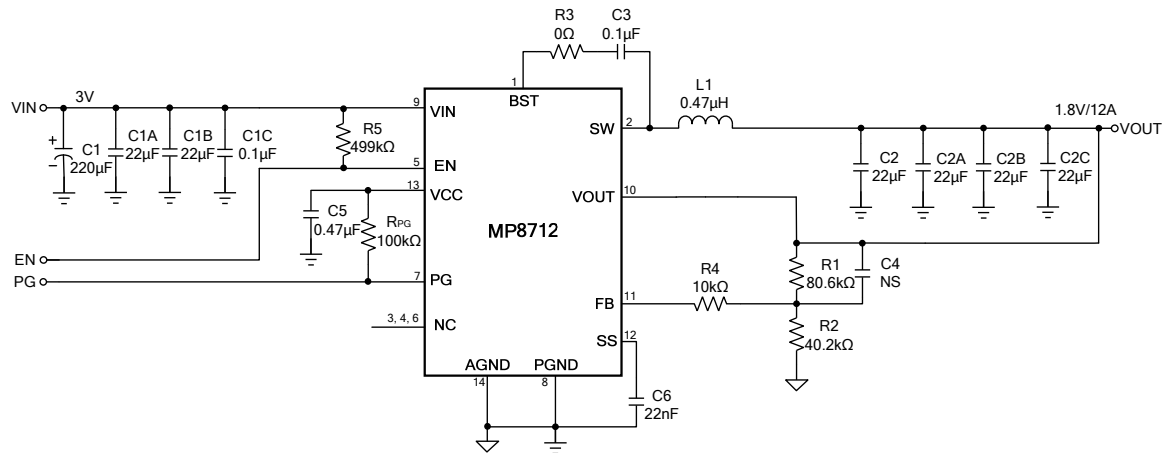 R3
0Ω
C3
0.1µF
1
BST
VIN
3V
9
VIN
L1
0.47µH
SW
2
1.8V/12A
VOUT
C1
220µF
C1A
22µF
C1B
22µF
C1C
0.1µF
R5
499kΩ
5
EN
C2
22µF
C2A
22µF
C2B
22µF
C2C
22µF
13
VCC
VOUT
10
C5
0.47µF
RPG
100kΩ
MP8712
EN
PG
7
PG
R4
10kΩ
R1
80.6kΩ
C4
NS
FB
11
3, 4, 6
NC
R2
40.2kΩ
SS
12
AGND
PGND
14
8
C6
22nF